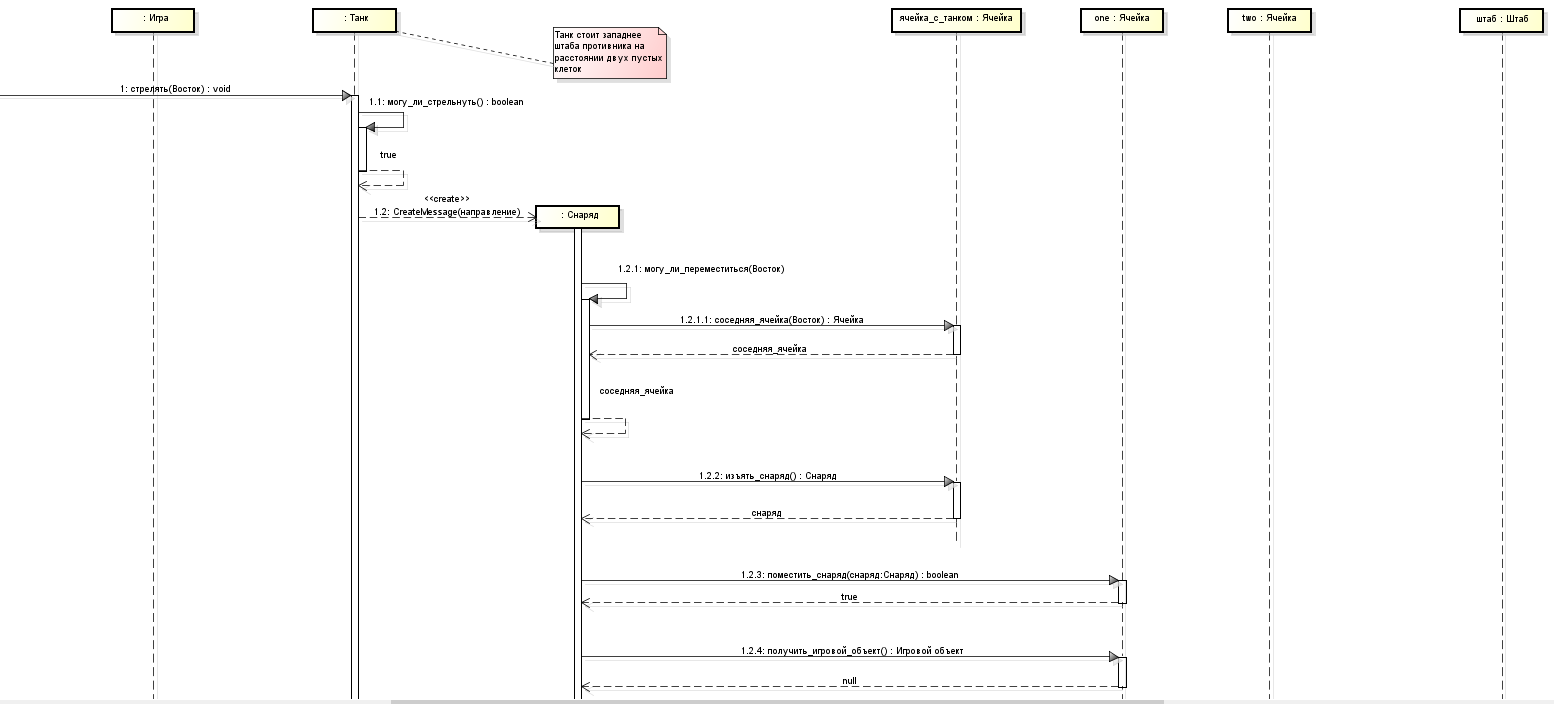 : Игра
: Танк
ячейка_с_танком : Ячейка
one : Ячейка
two : Ячейка
штаб : Штаб
Танк стоит западнее
штаба противника на
расстоянии двух пустых
клеток
1: стрелять(Восток) : void
1.1: могу_ли_стрельнуть() : boolean
true
<<create>>
1.2: CreateMessage(направление)
: Снаряд
1.2.1: могу_ли_переместиться(Восток)
1.2.1.1: соседняя_ячейка(Восток) : Ячейка
соседняя_ячейка
соседняя_ячейка
1.2.2: изъять_снаряд() : Снаряд
снаряд
1.2.3: поместить_снаряд(снаряд:Снаряд) : boolean
true
1.2.4: получить_игровой_объект() : Игровой объект
null